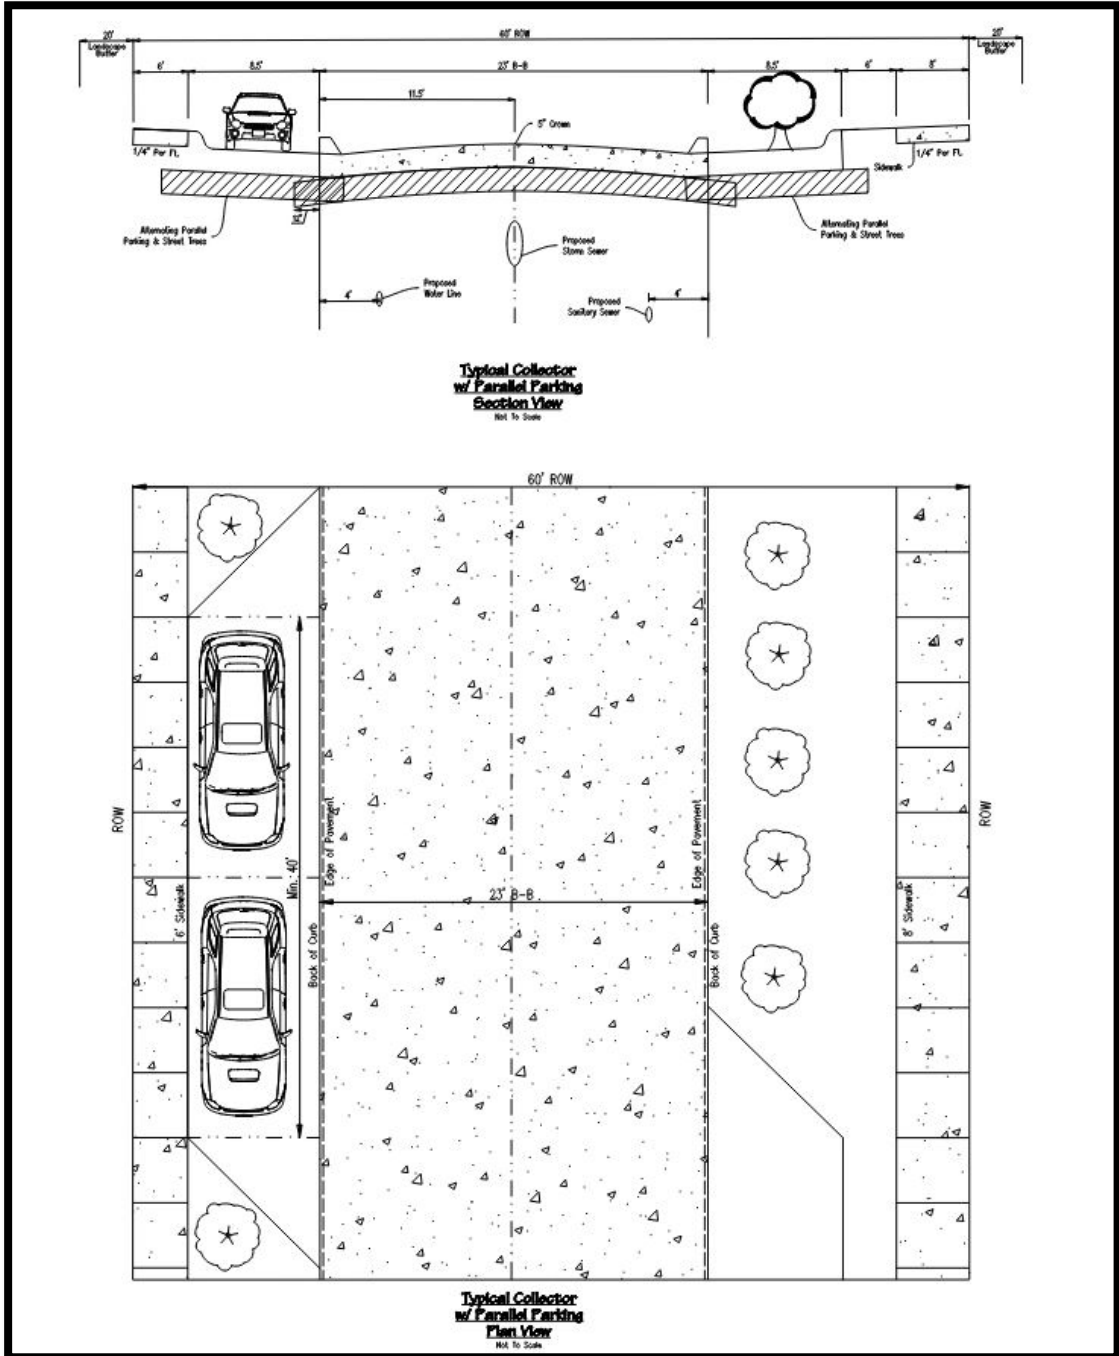 20'
60' ROW
20'
Landscape
Buffer
Landscape
Buffer
6'
8.5'
23' B-B
8.5'
6'
8'
11.5'
5" Crown
1/4" Per Ft.
1/4" Per Ft.
Sidewalk
12"
Alternating Parallel
Parking & Street Trees
Alternating Parallel
Parking & Street Trees
Proposed
Storm Sewer
4'
Proposed
Water Line
Proposed
Sanitary Sewer
4'
Typical Collector
w/ Parallel Parking
Section View
Not To Scale
60' ROW
ROW
6' Sidewalk
Min. 40'
Back of Curb
Edge of Pavement
23' B-B
Edge of Pavement
Back of Curb
8' Sidewalk
ROW
Typical Collector
w/ Parallel Parking
Plan View
Not To Scale